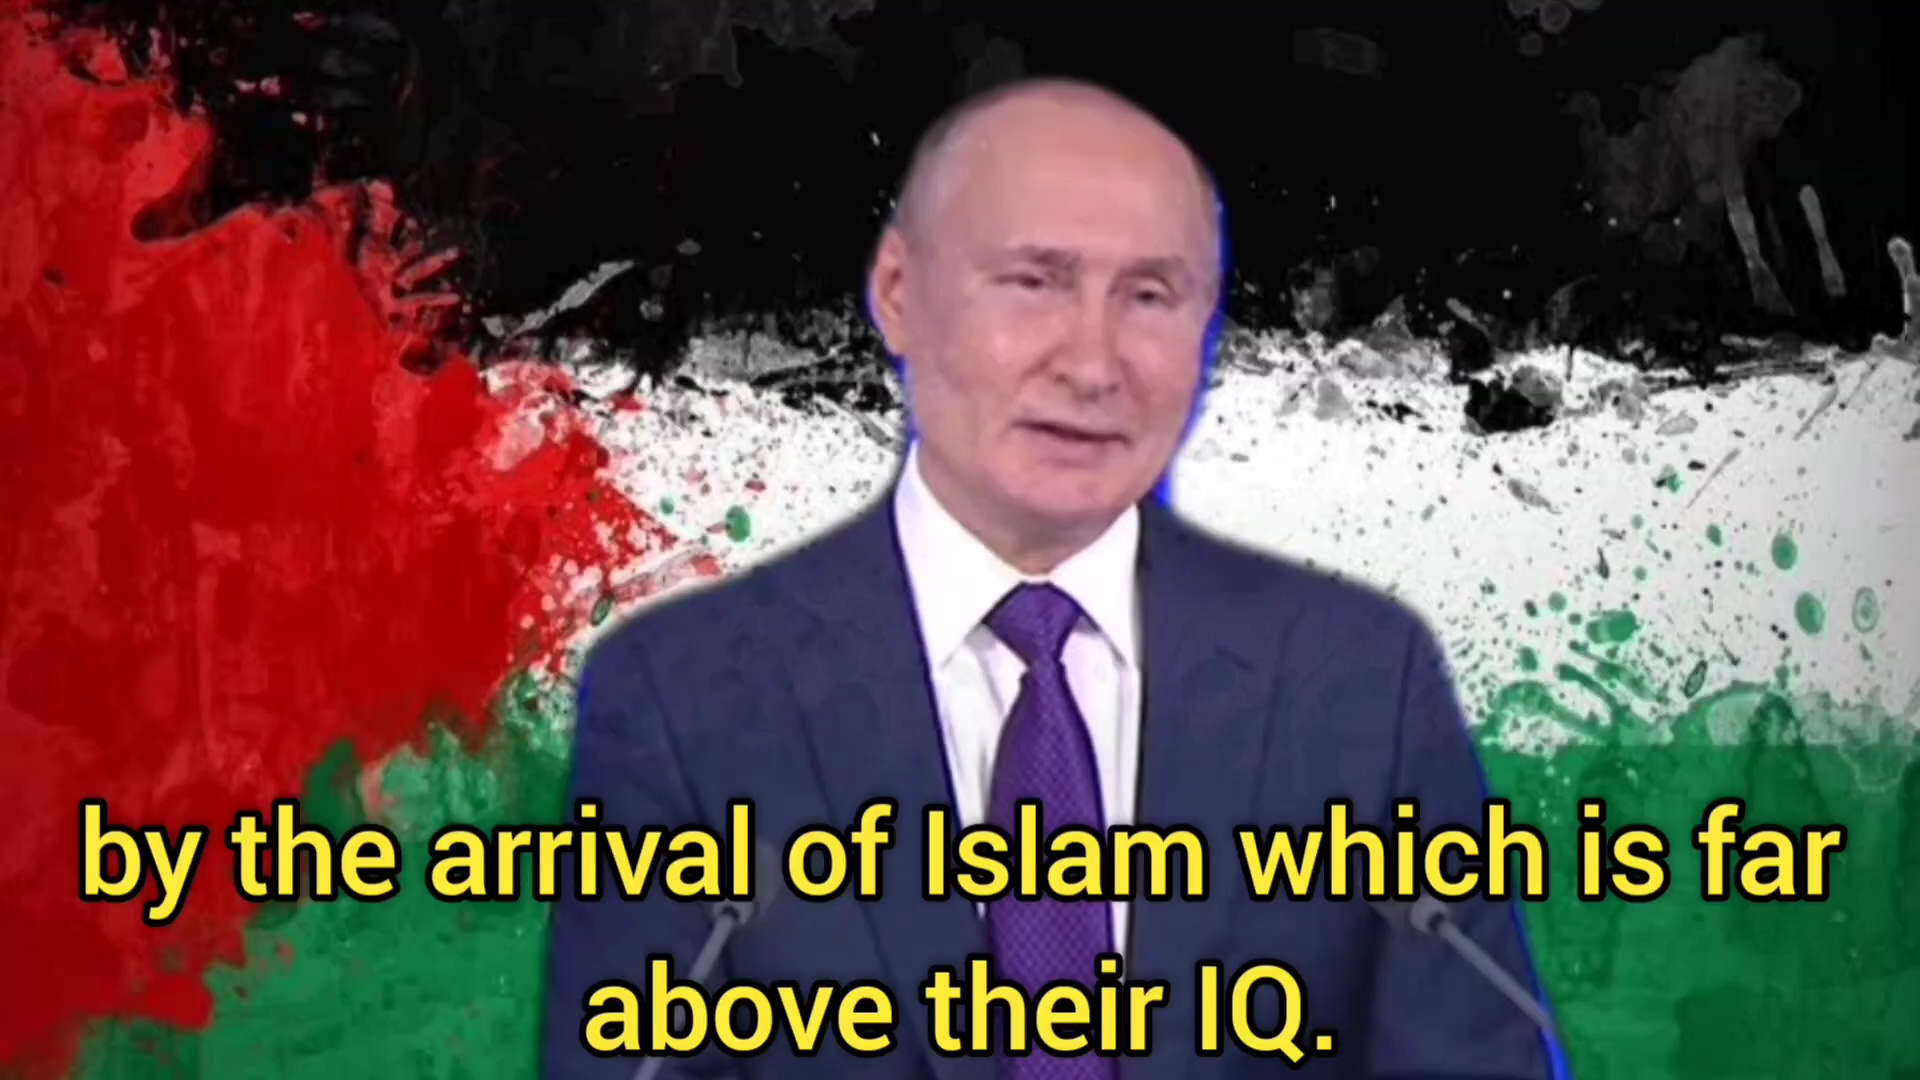 by the arrival of Islam which is far
above their IQ.